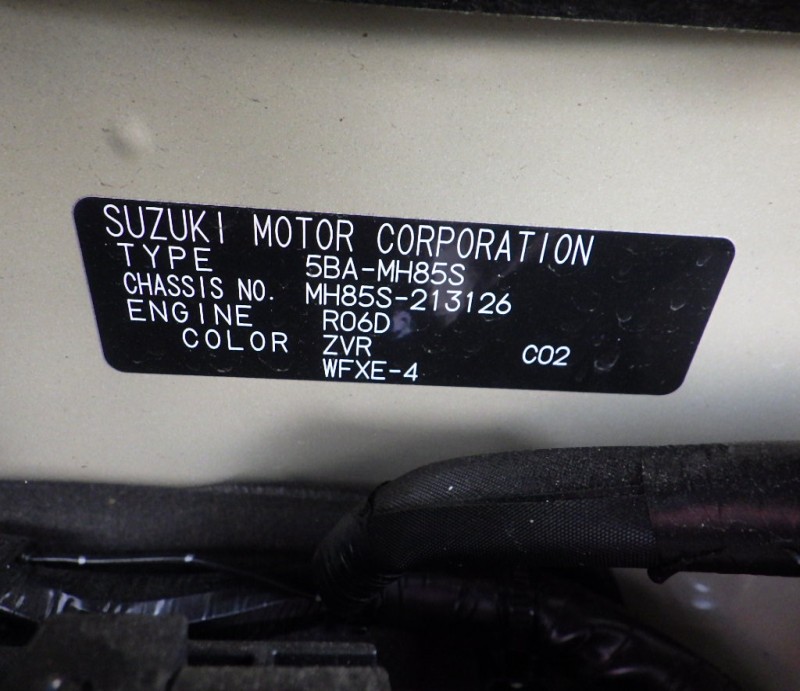 SUZUKI MOTOR CORPORATION
TYPE 5BA-MH85S
CHASSIS NO. MH85S-213126
ENGINE R06D
COLOR ZVR C02
WFXE-4